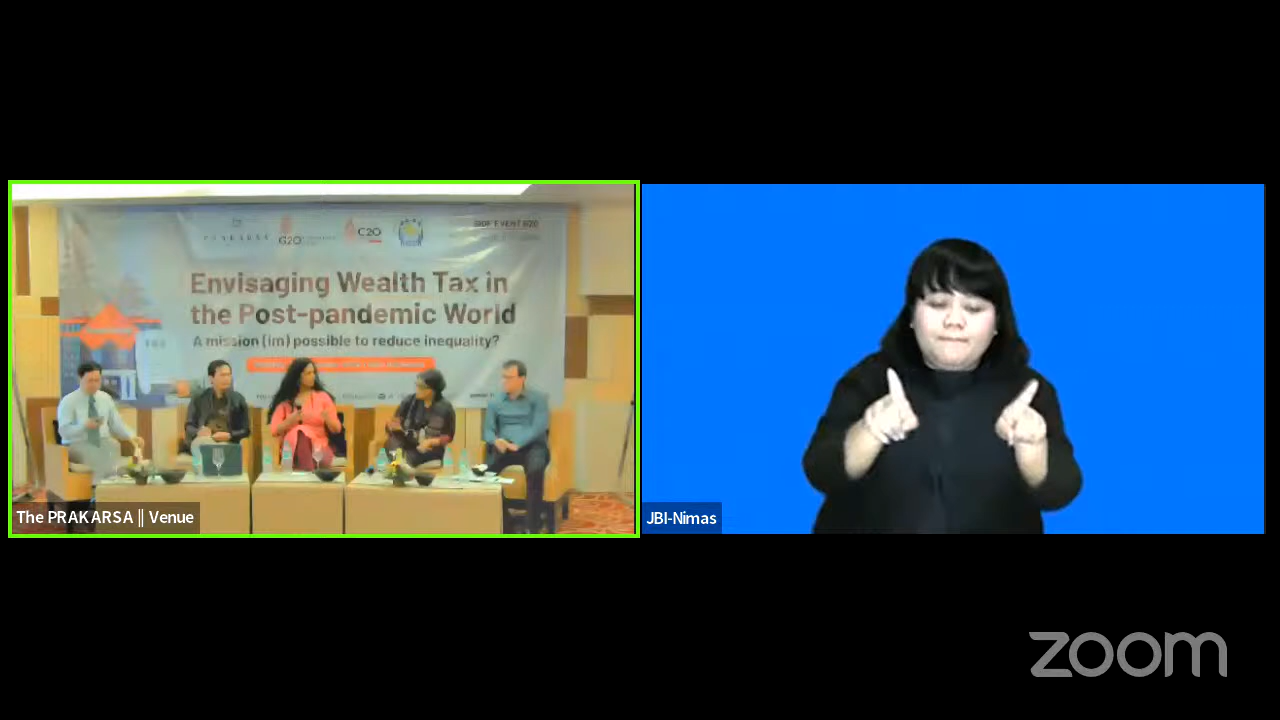 PRAKARSA
G20
C20
SIDE EVENT G20
Envisaging Wealth Tax in
the Post-pandemic World
A mission (im) possible to reduce inequality?
The PRAKARSA || Venue
JBI-Nimas
zoom